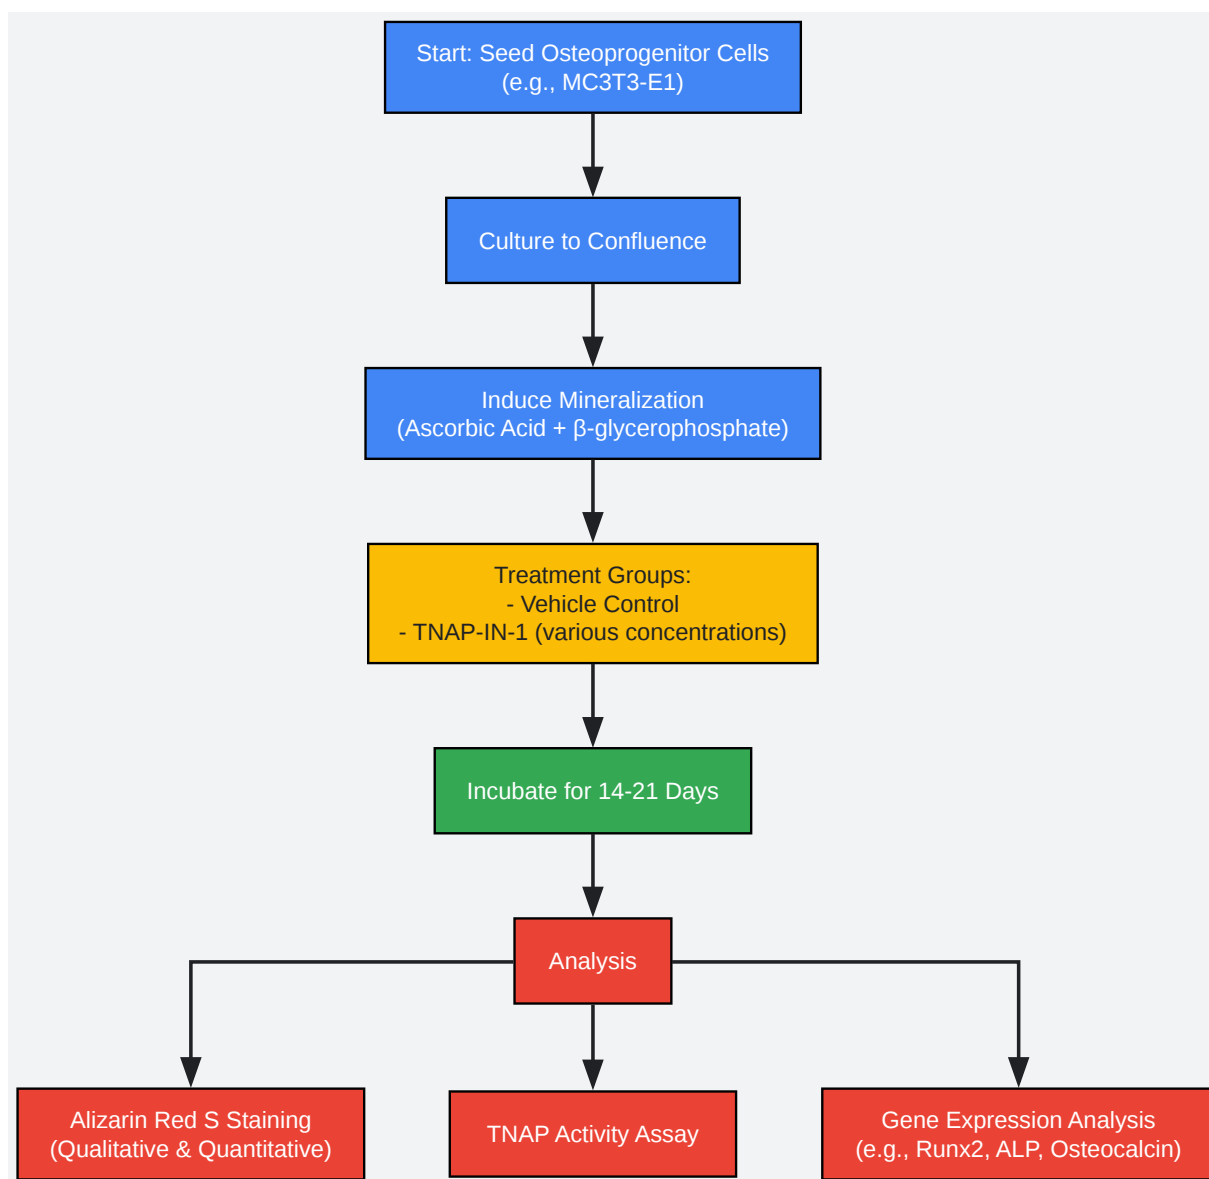 Start: Seed Osteoprogenitor Cells
(e.g., MC3T3-E1)
Culture to Confluence
Induce Mineralization
(Ascorbic Acid + β-glycerophosphate)
Treatment Groups:
- Vehicle Control
- TNAP-IN-1 (various concentrations)
Incubate for 14-21 Days
Analysis
Alizarin Red S Staining
(Qualitative & Quantitative)
TNAP Activity Assay
Gene Expression Analysis
(e.g., Runx2, ALP, Osteocalcin)